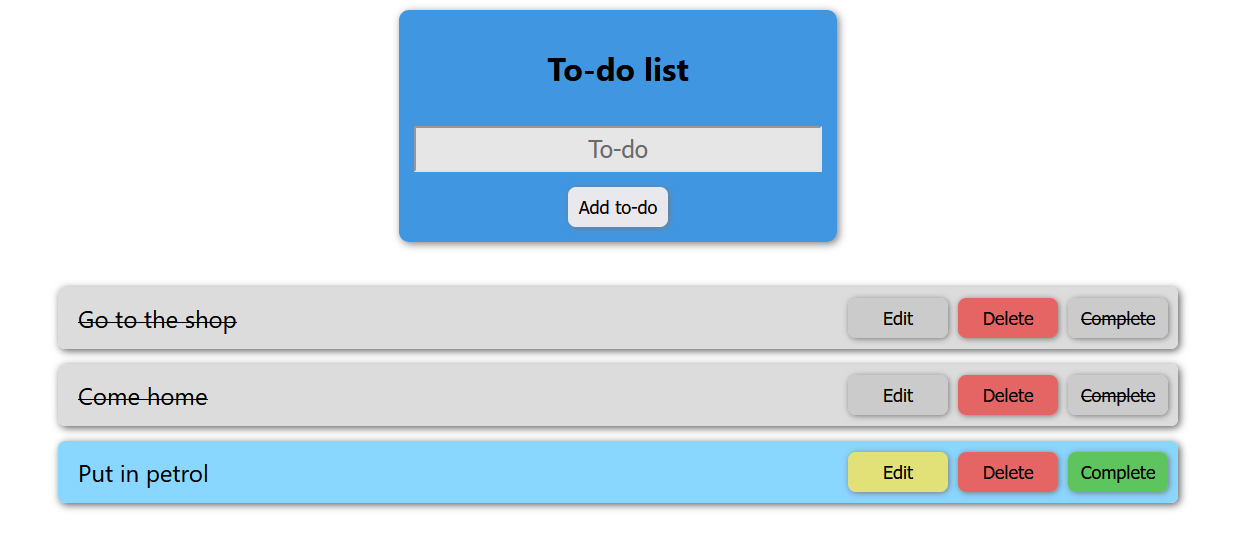 To-do list
To-do
Add to-do
Go to the shop Edit Delete Complete
Come home Edit Delete Complete
Put in petrol Edit Delete Complete